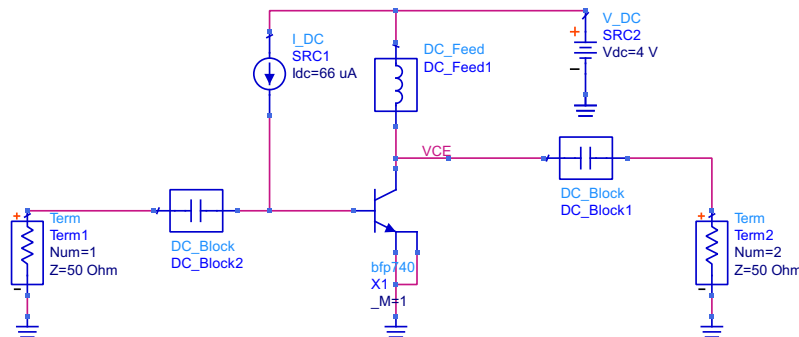 I_DC
SRC1
Idc=66 uA
DC_Feed
DC_Feed1
V_DC
SRC2
Vdc=4 V
+
–
VCE
DC_Block
DC_Block1
DC_Block
DC_Block2
+
Term
Term1
Num=1
Z=50 Ohm
–
bfp740
X1
_M=1
+
Term
Term2
Num=2
Z=50 Ohm
–